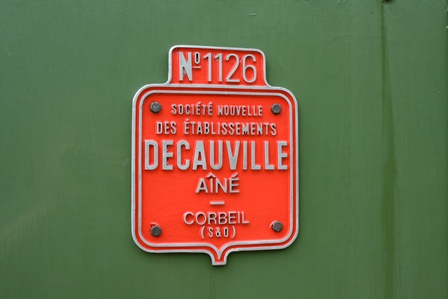 Nº1126
SOCIÉTÉ NOUVELLE
DES ÉTABLISSEMENTS
DECAUVILLE
AÎNÉ
CORBEIL
(S&O)